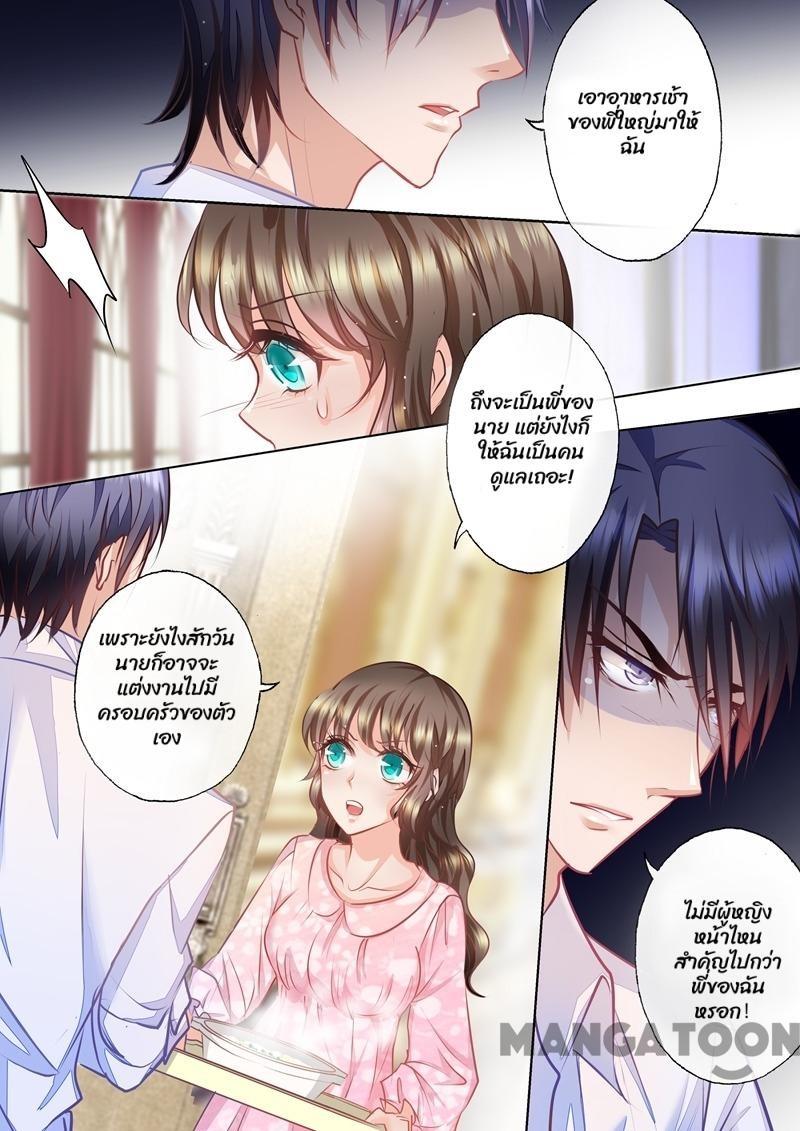 เอาอาหารเช้า
ของพี่ใหญ่มาให้
ฉัน
ถึงจะเป็นพี่ของ
นาย แต่ยังไงก็
ให้ฉันเป็นคน
ดูแลเถอะ!
เพราะยังไงสักวัน
นายก็อาจจะ
แต่งงานไปมี
ครอบครัวของตัว
เอง
ไม่มีผู้หญิง
หน้าไหน
สำคัญไปกว่า
พี่ของฉัน
หรอก!
MANGATOON